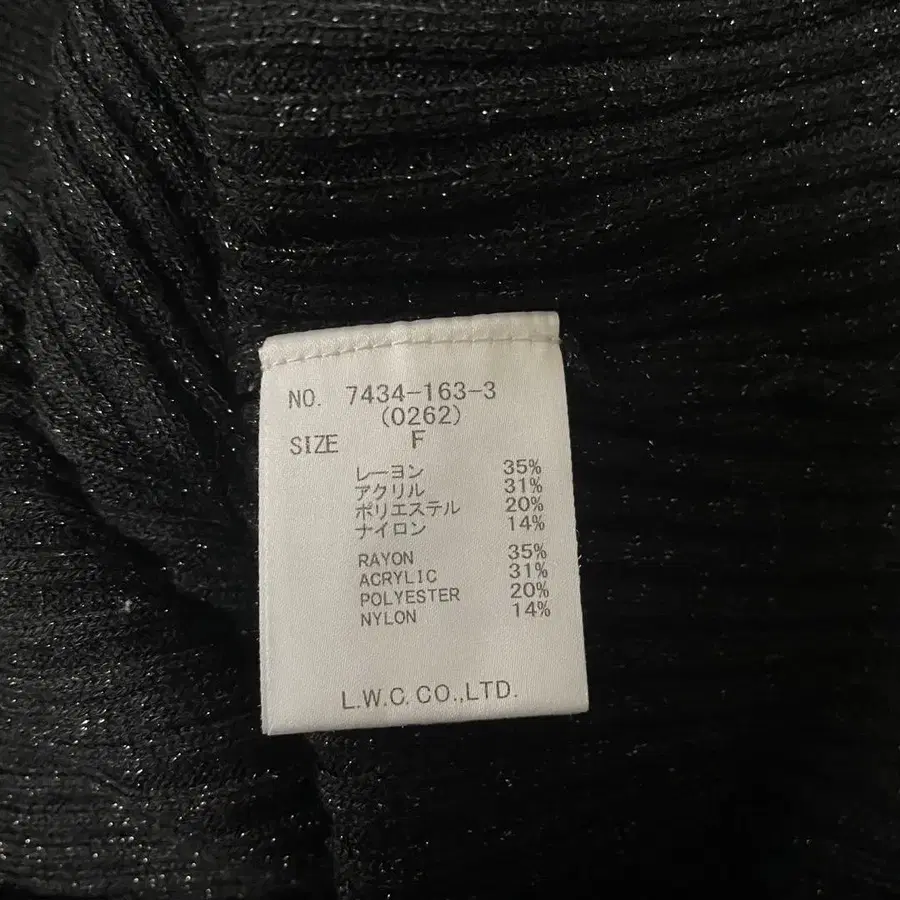 NO. 7434-163-3
(0262)
SIZE F
レーヨン 35%
アクリル 31%
ポリエステル 20%
ナイロン 14%
RAYON 35%
ACRYLIC 31%
POLYESTER 20%
NYLON 14%
L.W.C. CO.,LTD.